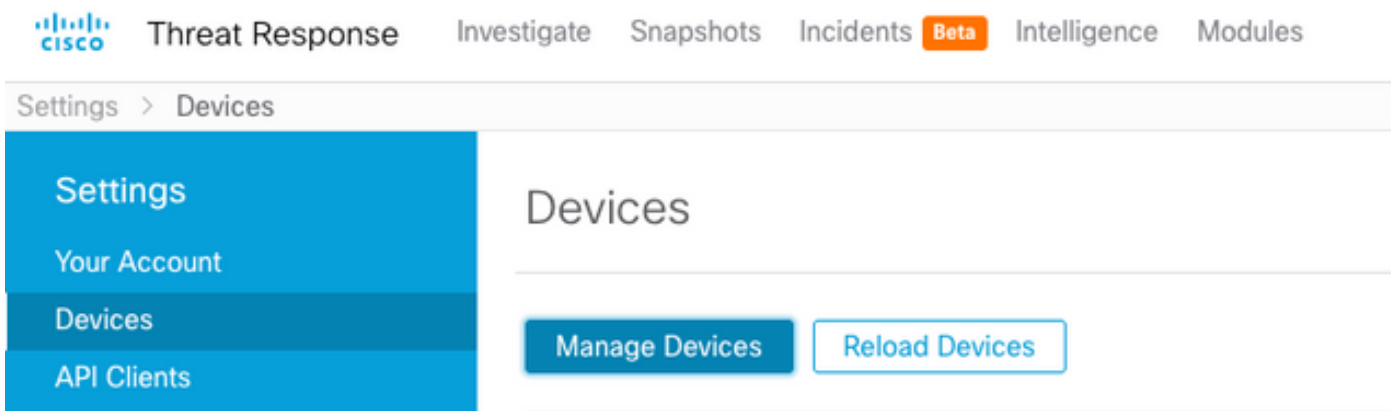 cisco Threat Response Investigate Snapshots Incidents Beta Intelligence Modules
Settings > Devices
Settings
Your Account
Devices
API Clients
Devices
Manage Devices Reload Devices